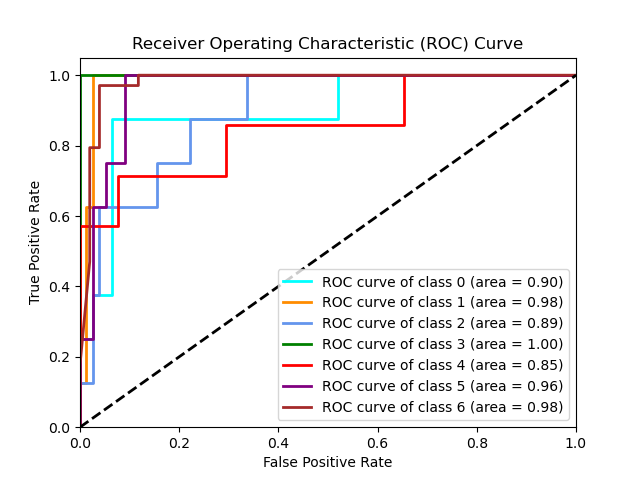 Receiver Operating Characteristic (ROC) Curve
True Positive Rate
1.0
0.8
0.6
0.4
0.2
0.0
ROC curve of class 0 (area = 0.90)
ROC curve of class 1 (area = 0.98)
ROC curve of class 2 (area = 0.89)
ROC curve of class 3 (area = 1.00)
ROC curve of class 4 (area = 0.85)
ROC curve of class 5 (area = 0.96)
ROC curve of class 6 (area = 0.98)
0.0 0.2 0.4 0.6 0.8 1.0
False Positive Rate